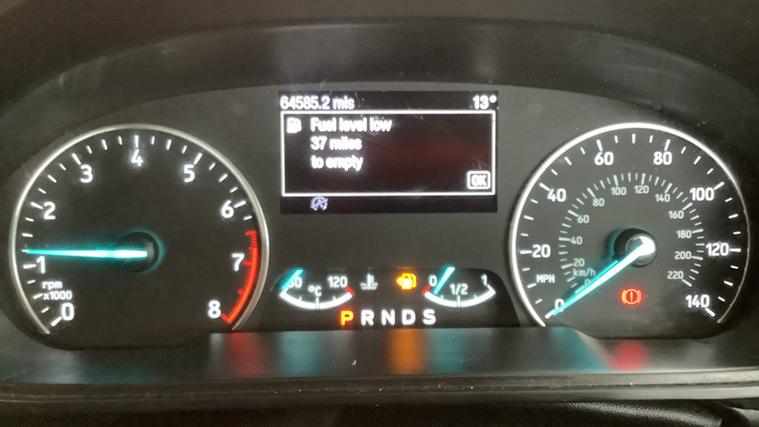 64585.2 mls 13°
Fuel level low
37 miles
to empty
OK
0 1 2 3 4 5 6 7 8
rpm
x1000
60 °C 120
0 1/2 1
P R N D S
0 20 40 60 80 100 120 140
MPH
0 20 40 60 80 100 120 140 160 180 200 220
km/h